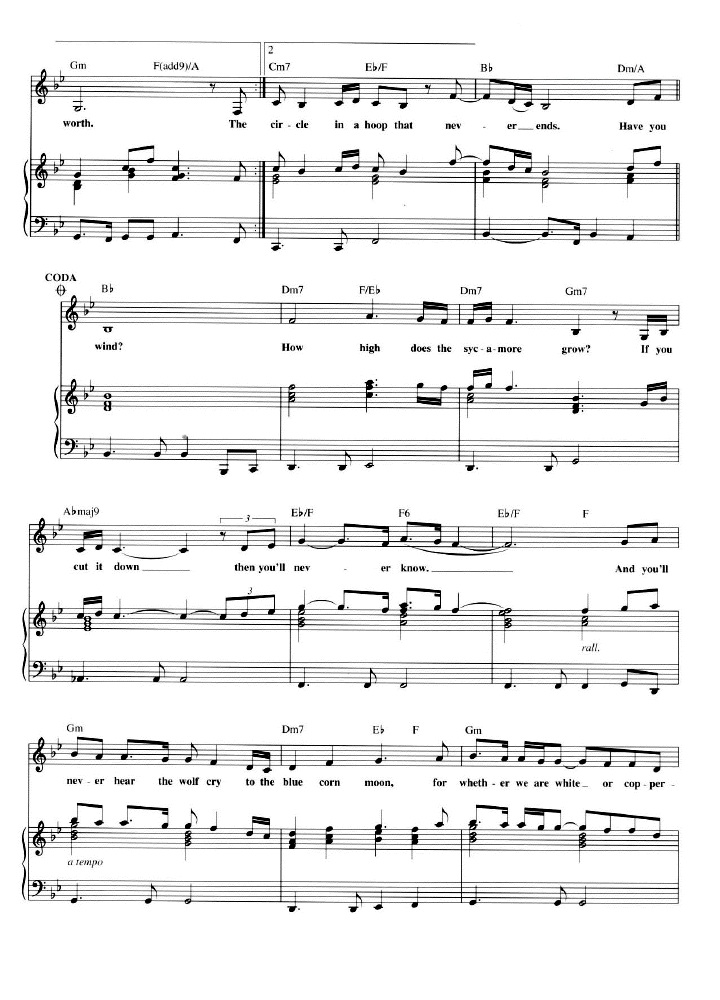 2
Gm F(add9)/A Cm7 E♭/F B♭ Dm/A
worth. The cir - cle in a hoop that nev - er ends. Have you
CODA
B♭ Dm7 F/E♭ Dm7 Gm7
wind? How high does the syc - a - more grow? If you
A♭maj9 3 E♭/F F6 E♭/F F
cut it down then you'll nev - er know. And you'll
3
rall.
Gm Dm7 E♭ F Gm
nev - er hear the wolf cry to the blue corn moon, for wheth - er we are white or cop - per -
a tempo